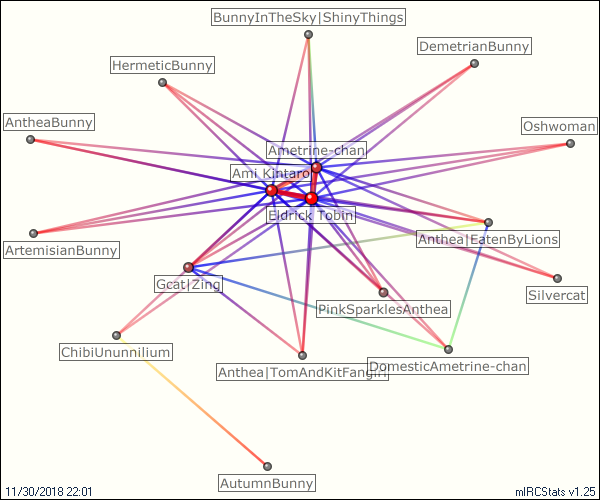 BunnyInTheSky|ShinyThings
DemetrianBunny
HermeticBunny
AntheaBunny
Oshwoman
Ametrine-chan
Ami Kintaro
Eldrick Tobin
Anthea|EatenByLions
ArtemisianBunny
Gcat|Zing
Silvercat
PinkSparklesAnthea
ChibiUnunnilium
Anthea|TomAndKitFangirl
DomesticAmetrine-chan
AutumnBunny
11/30/2018 22:01
mIRCStats v1.25